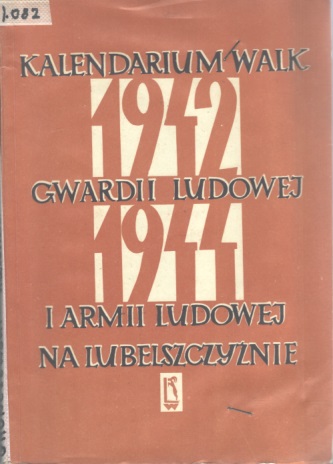 1.082
KALENDARIUM WALK
1942
GWARDII LUDOWEJ
1944
I ARMII LUDOWEJ
NA LUBELSZCZYŹNIE